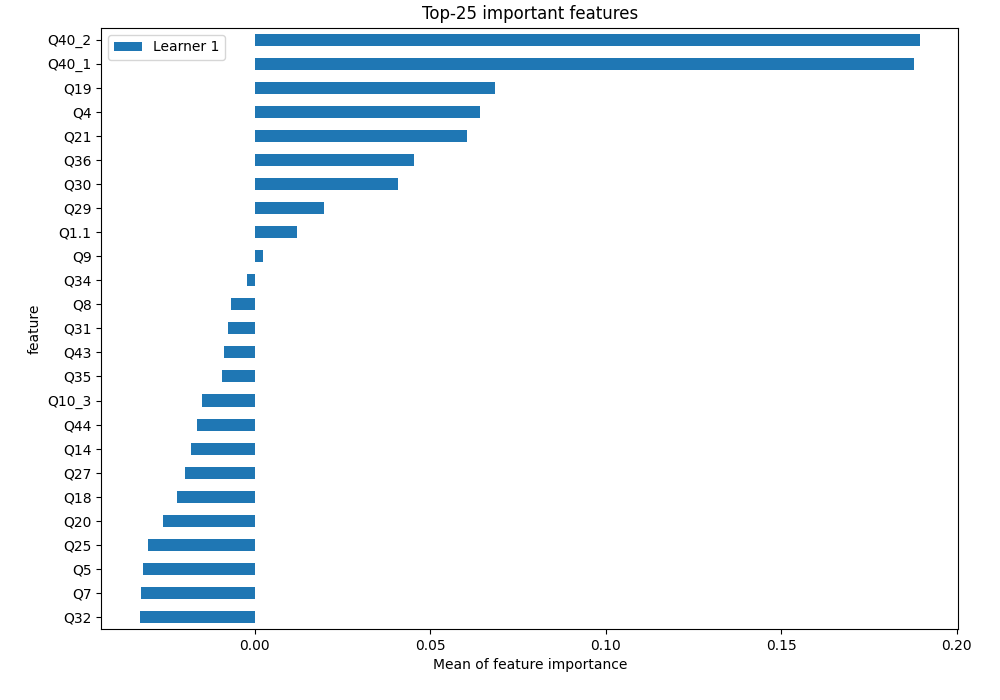 Top-25 important features
Learner 1
Q40_2
Q40_1
Q19
Q4
Q21
Q36
Q30
Q29
Q1.1
Q9
Q34
Q8
Q31
Q43
Q35
Q10_3
Q44
Q14
Q27
Q18
Q20
Q25
Q5
Q7
Q32
feature
0.00 0.05 0.10 0.15 0.20
Mean of feature importance